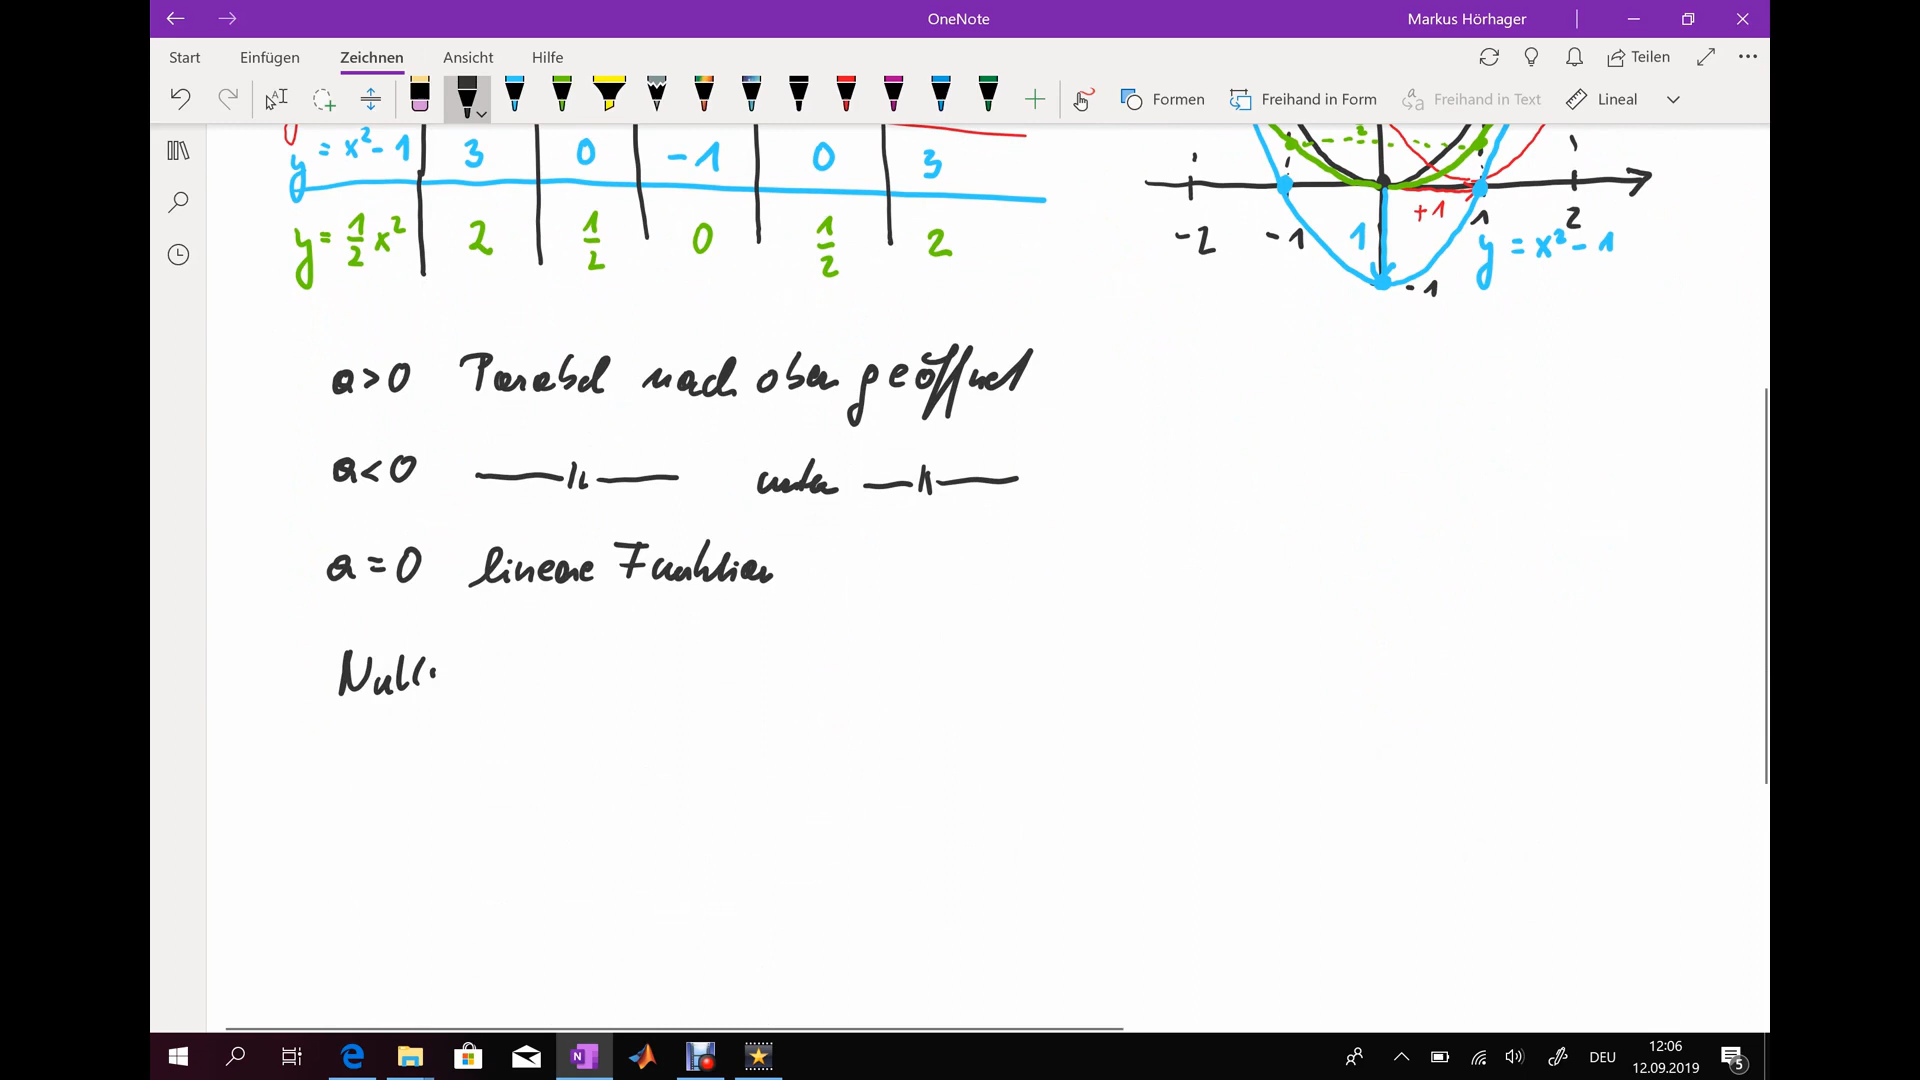 OneNote
Markus Hörhager
Start Einfügen Zeichnen Ansicht Hilfe
Teilen
Formen Freihand in Form Freihand in Text Lineal
y = x² - 1 3 0 -1 0 3
y = 1/2 x² 2 1/2 0 1/2 2
-2 -1 1 +1 1 2
-1
y = x² - 1
a > 0 Parabel nach oben geöffnet
a < 0 —— 〃 —— unten —— 〃 ——
a = 0 lineare Funktion
Null
DEU
12:06
12.09.2019
5